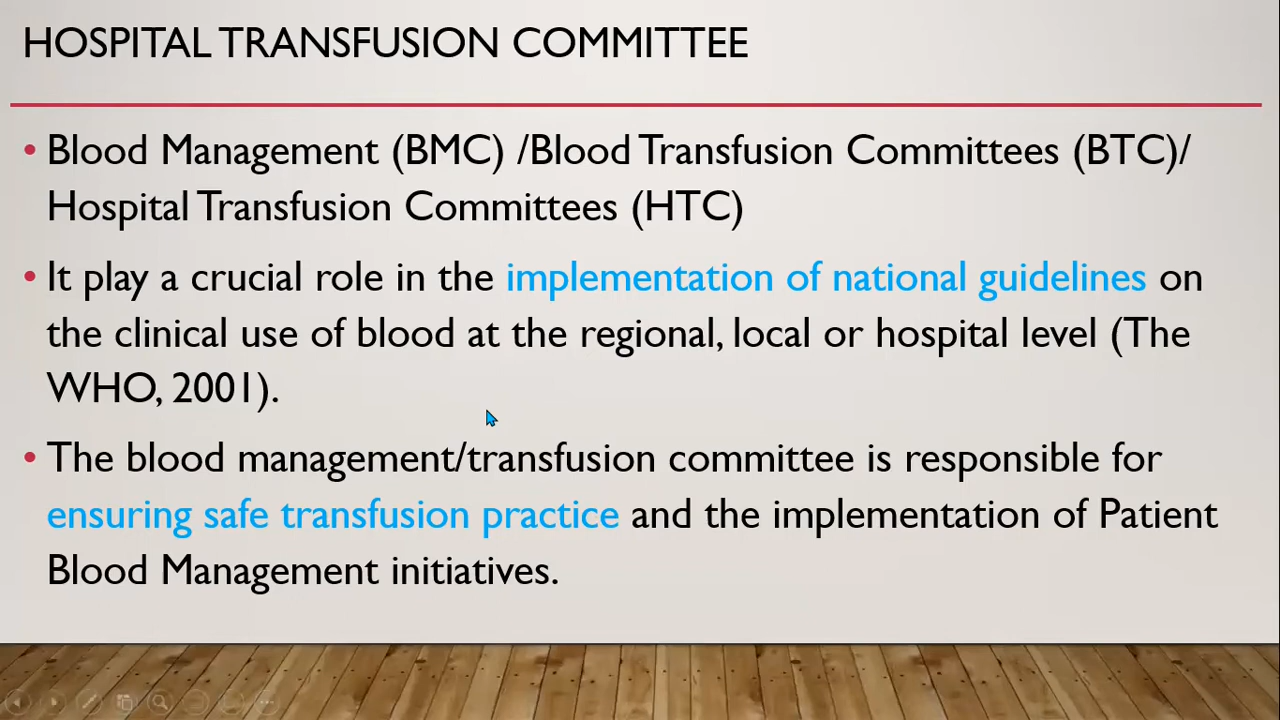 HOSPITAL TRANSFUSION COMMITTEE
• Blood Management (BMC) /Blood Transfusion Committees (BTC)/
Hospital Transfusion Committees (HTC)
• It play a crucial role in the implementation of national guidelines on
the clinical use of blood at the regional, local or hospital level (The
WHO, 2001).
• The blood management/transfusion committee is responsible for
ensuring safe transfusion practice and the implementation of Patient
Blood Management initiatives.